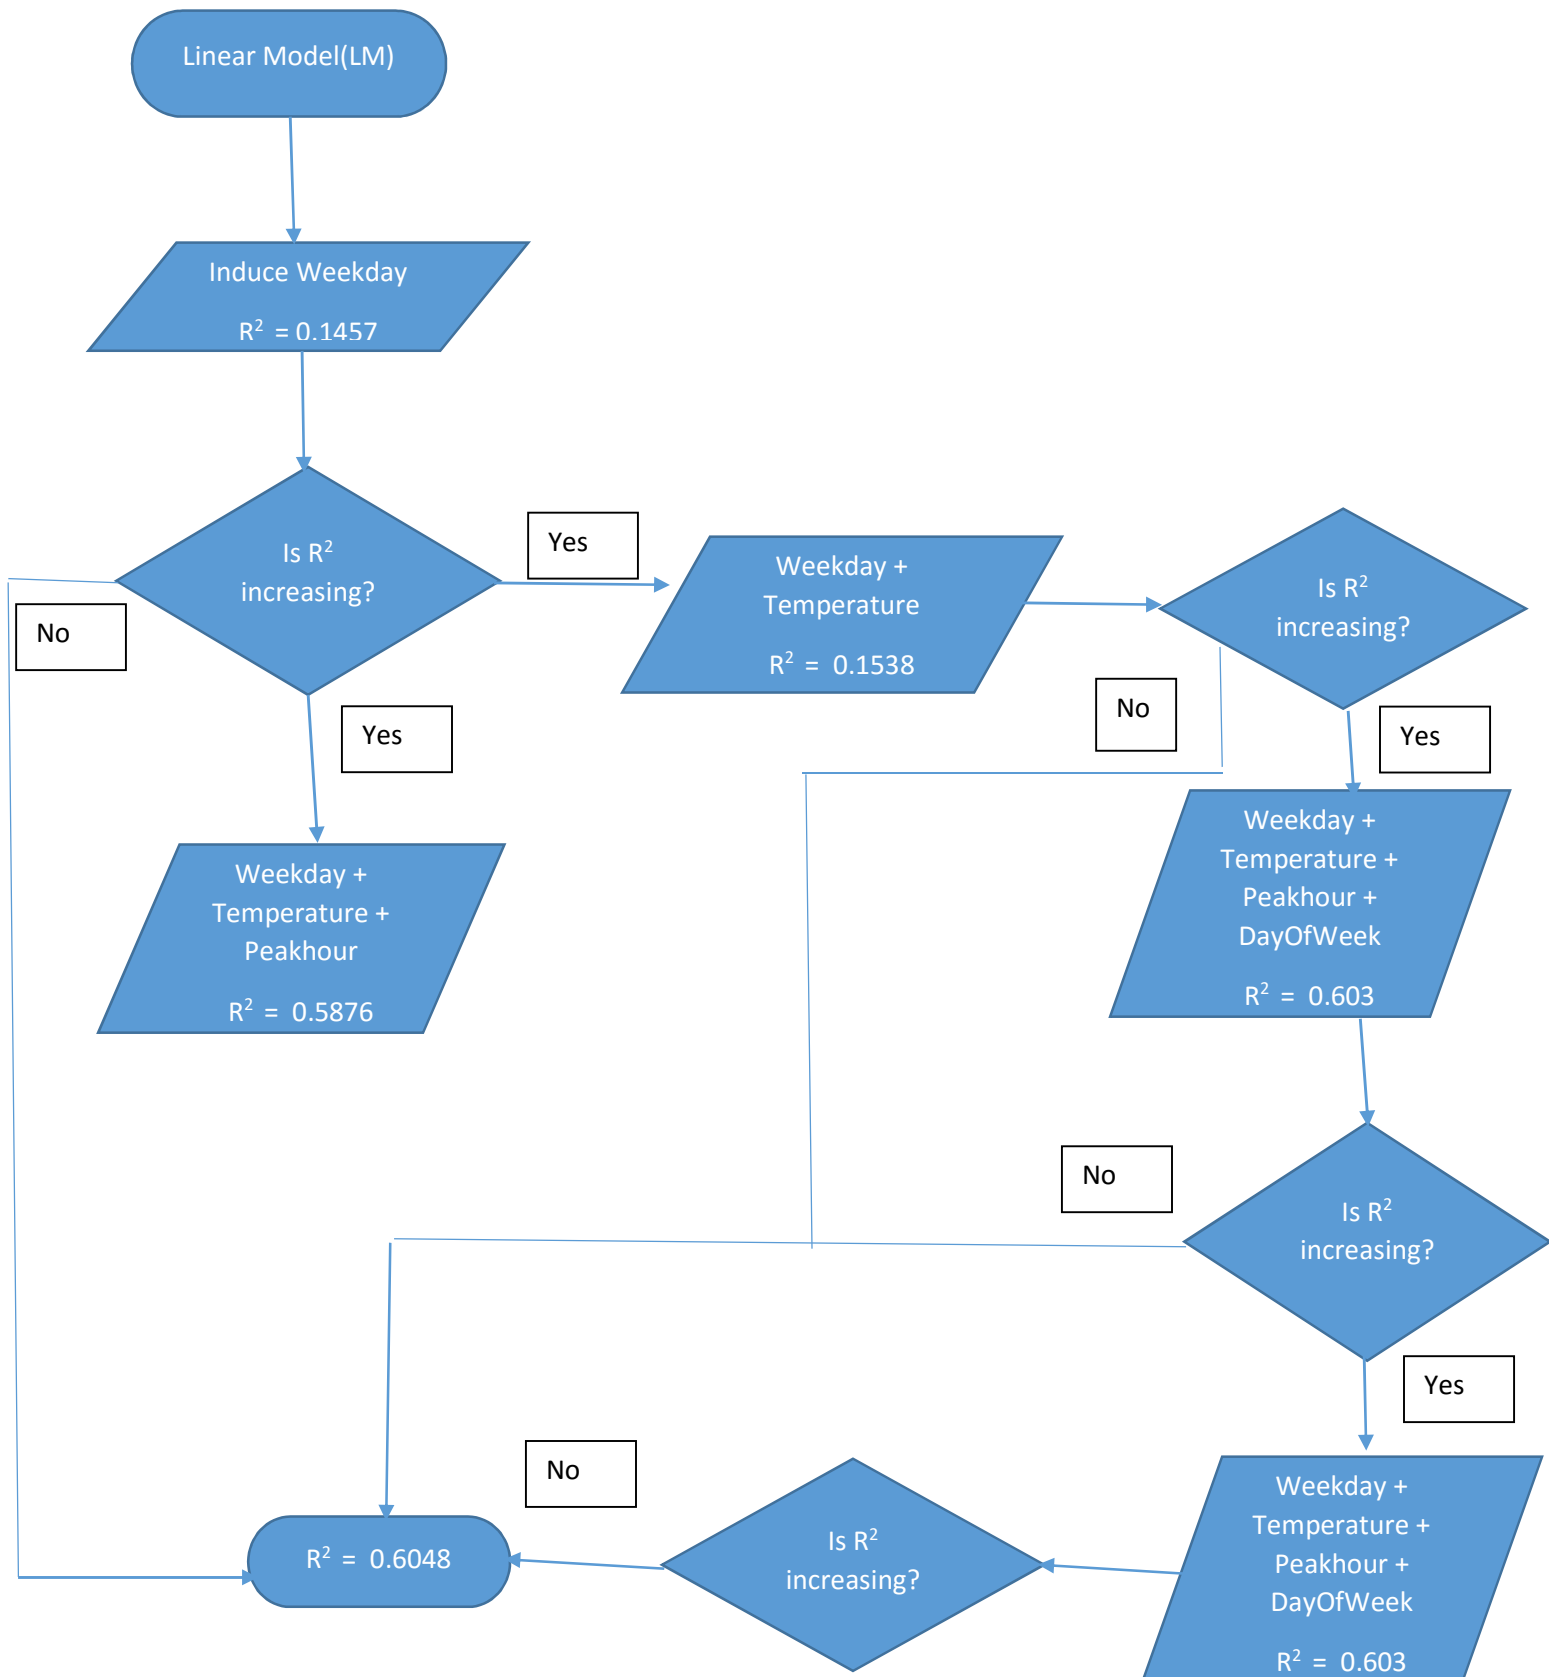 Linear Model(LM)
Induce Weekday
R² = 0.1457
Is R²
increasing?
Yes
No
Yes
Weekday +
Temperature
R² = 0.1538
Is R²
increasing?
No
Yes
Weekday +
Temperature +
Peakhour
R² = 0.5876
Weekday +
Temperature +
Peakhour +
DayOfWeek
R² = 0.603
No
Is R²
increasing?
Yes
Weekday +
Temperature +
Peakhour +
DayOfWeek
R² = 0.603
Is R²
increasing?
No
R² = 0.6048